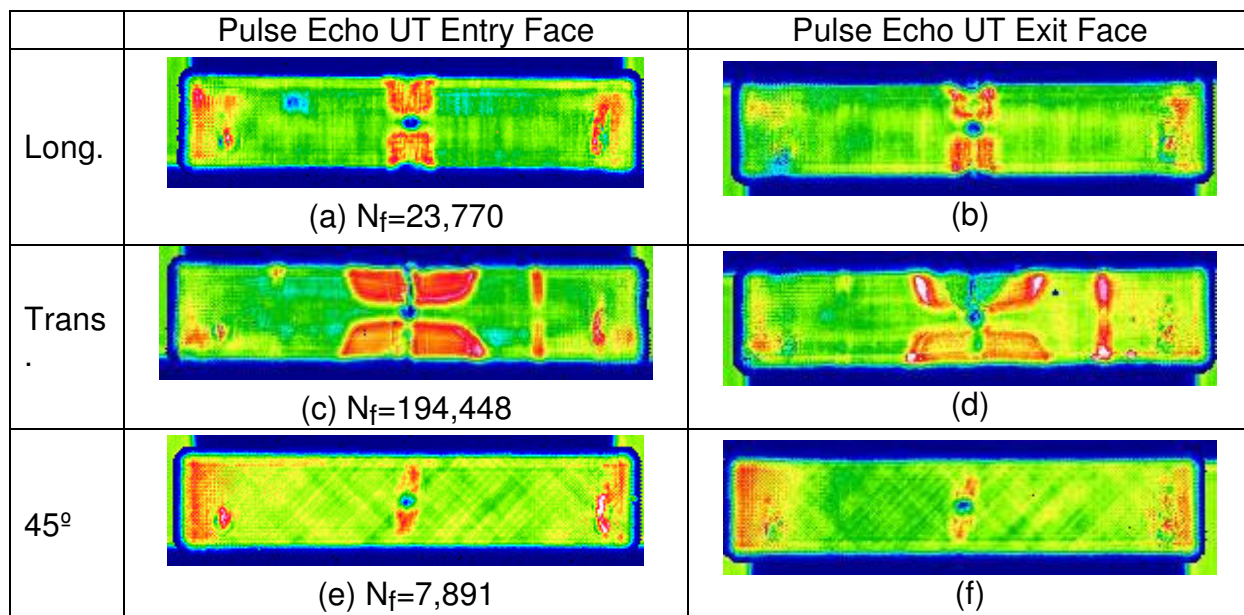 Pulse Echo UT Entry Face
Pulse Echo UT Exit Face
Long.
(a) Nf=23,770
(b)
Trans
.
(c) Nf=194,448
(d)
45º
(e) Nf=7,891
(f)